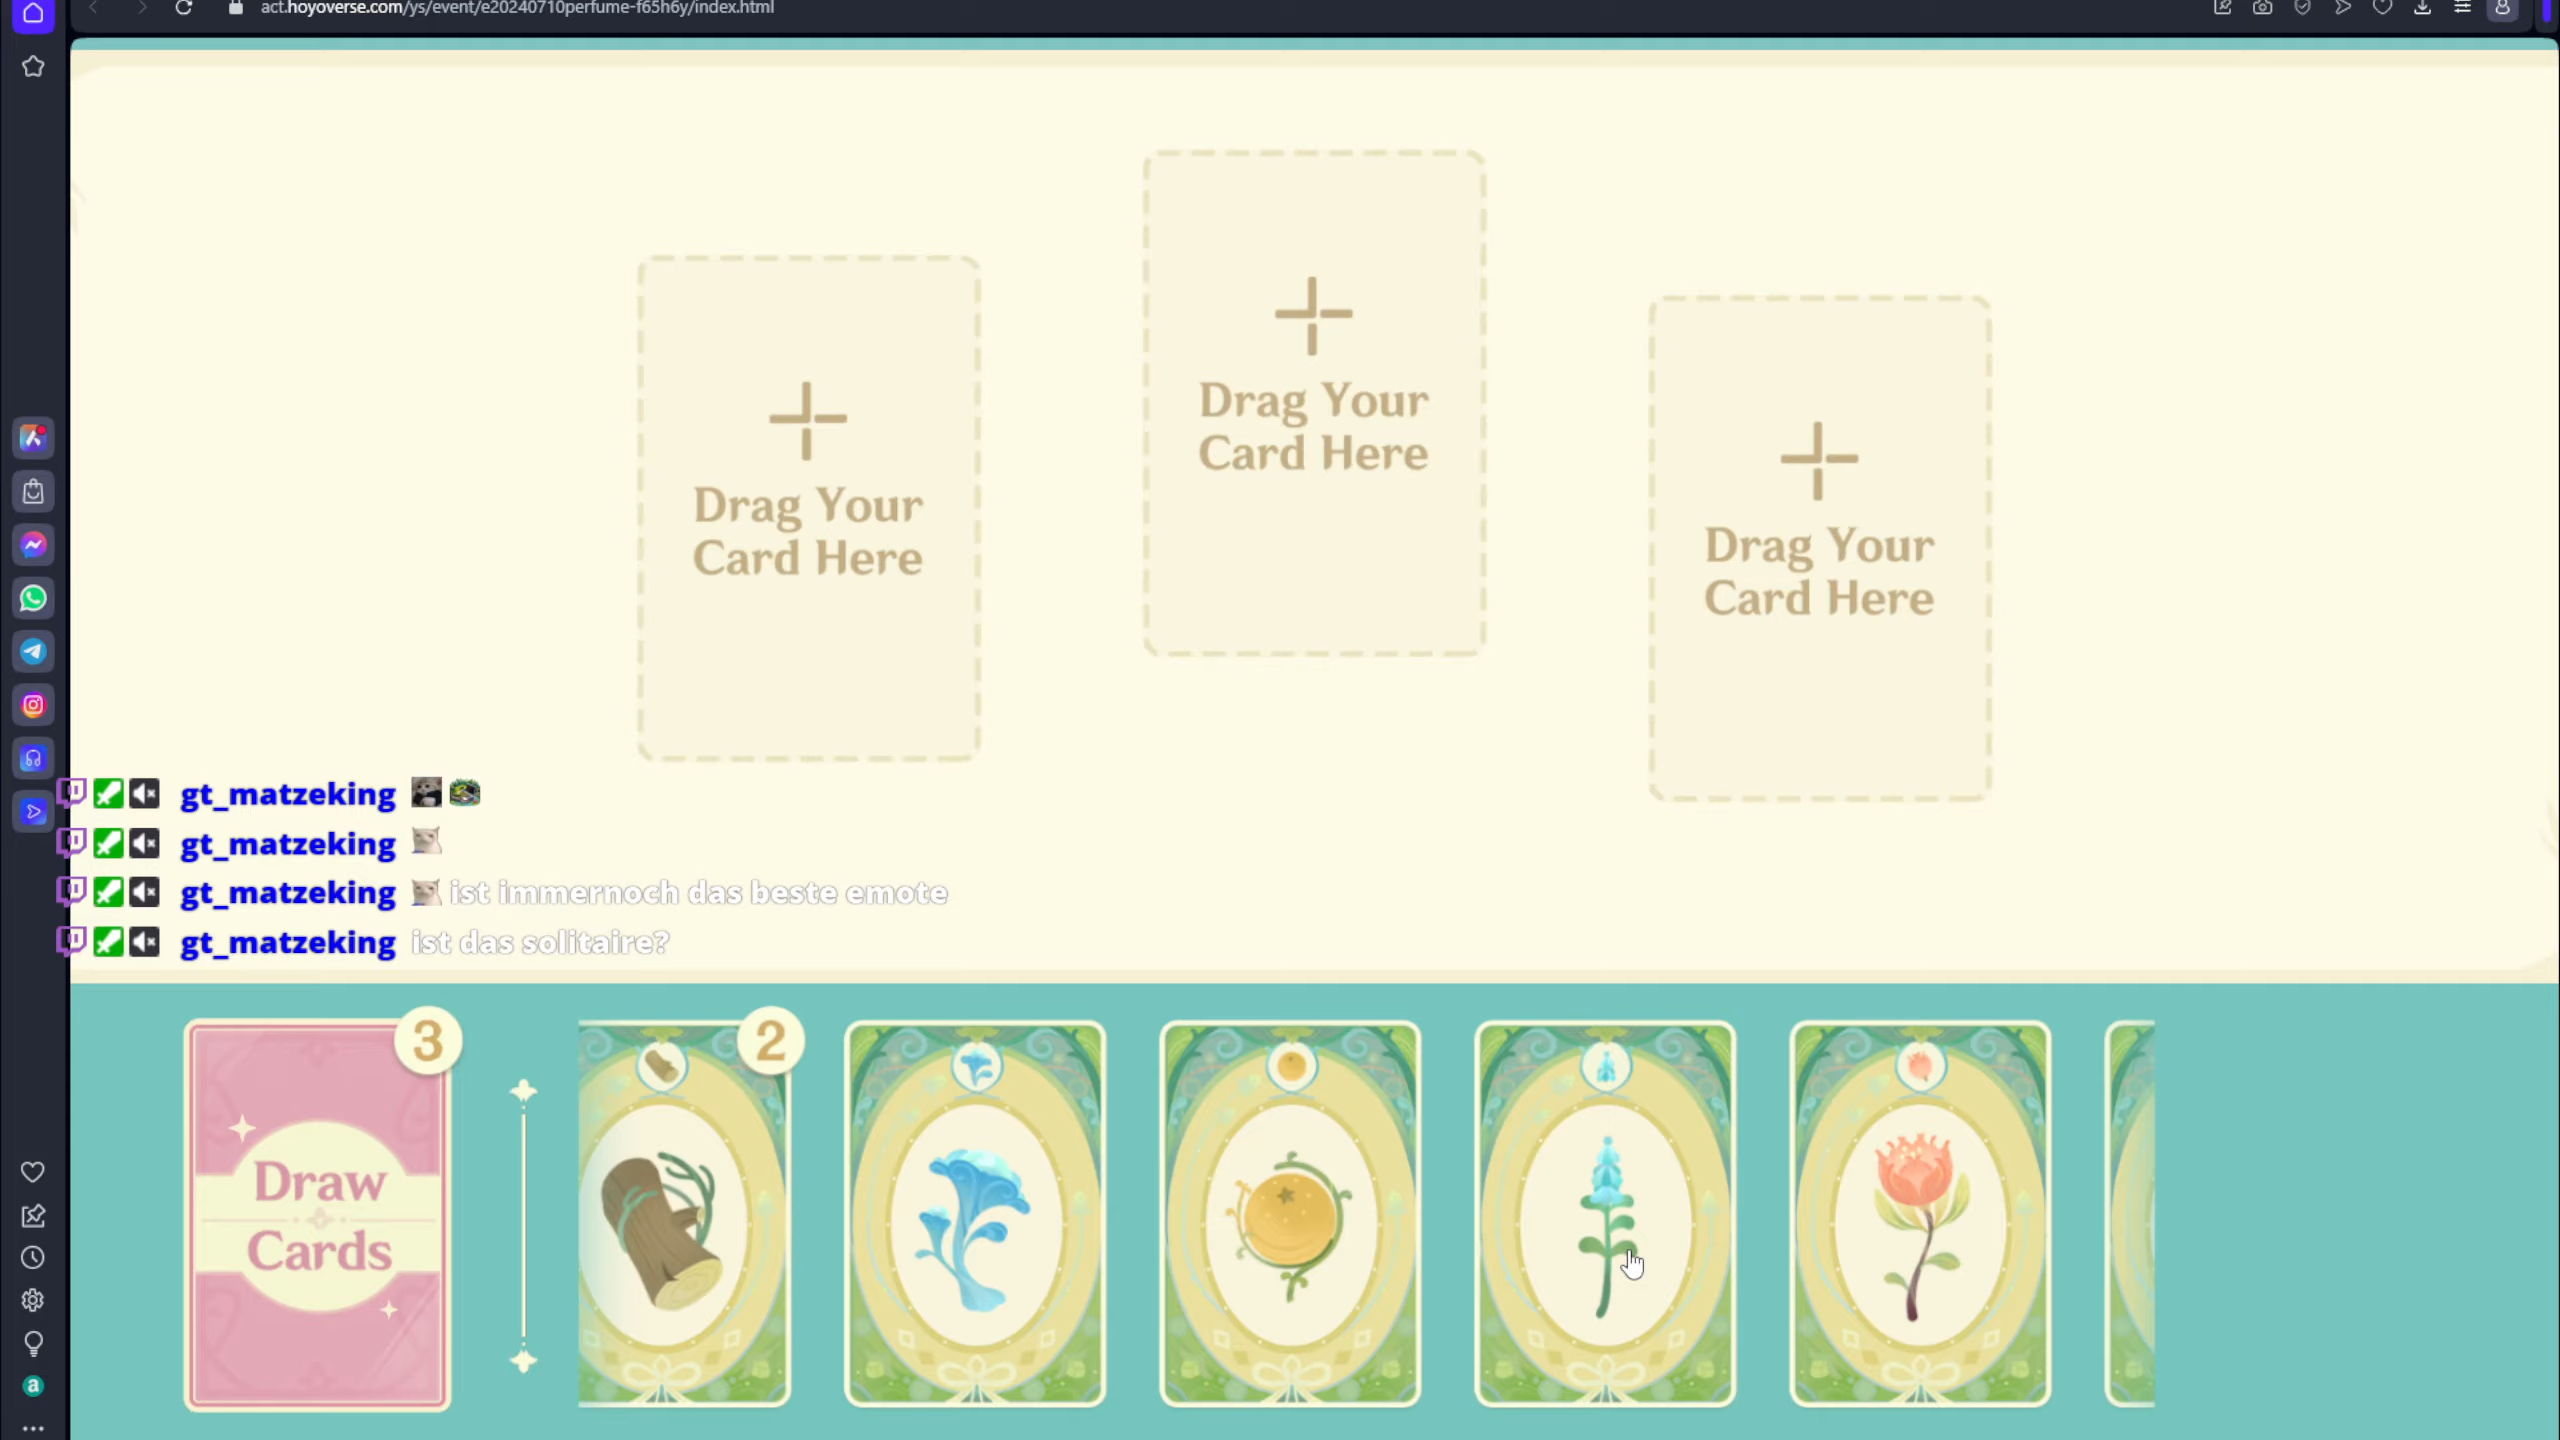 act.hoyoverse.com/ys/event/e20240710perfume-f65h6y/index.html
Drag Your
Card Here
Drag Your
Card Here
Drag Your
Card Here
gt_matzeking
gt_matzeking
gt_matzeking ist immernoch das beste emote
gt_matzeking ist das solitaire?
3
Draw
Cards
2